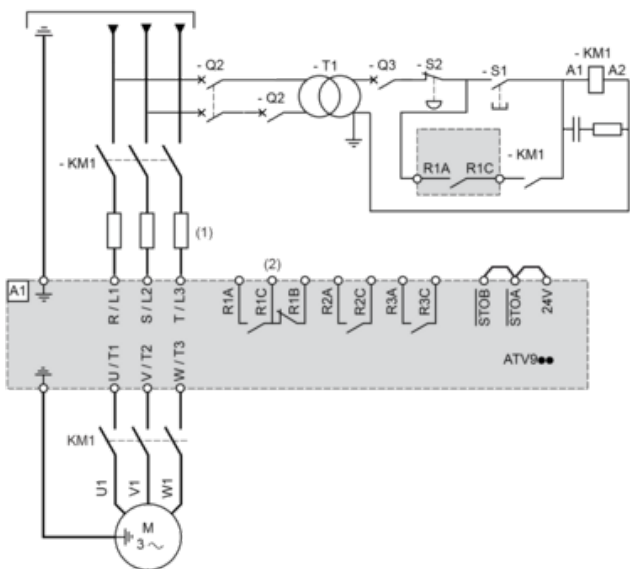 - Q2
- T1
- Q3
- S2
- S1
- KM1
A1
A2
- Q2
- KM1
R1A
R1C
- KM1
(1)
(2)
A1
R / L1
S / L2
T / L3
R1A
R1C
R1B
R2A
R2C
R3A
R3C
STOB
STOA
24V
U / T1
V / T2
W / T3
ATV9●●
KM1
U1
V1
W1
M
3 ~